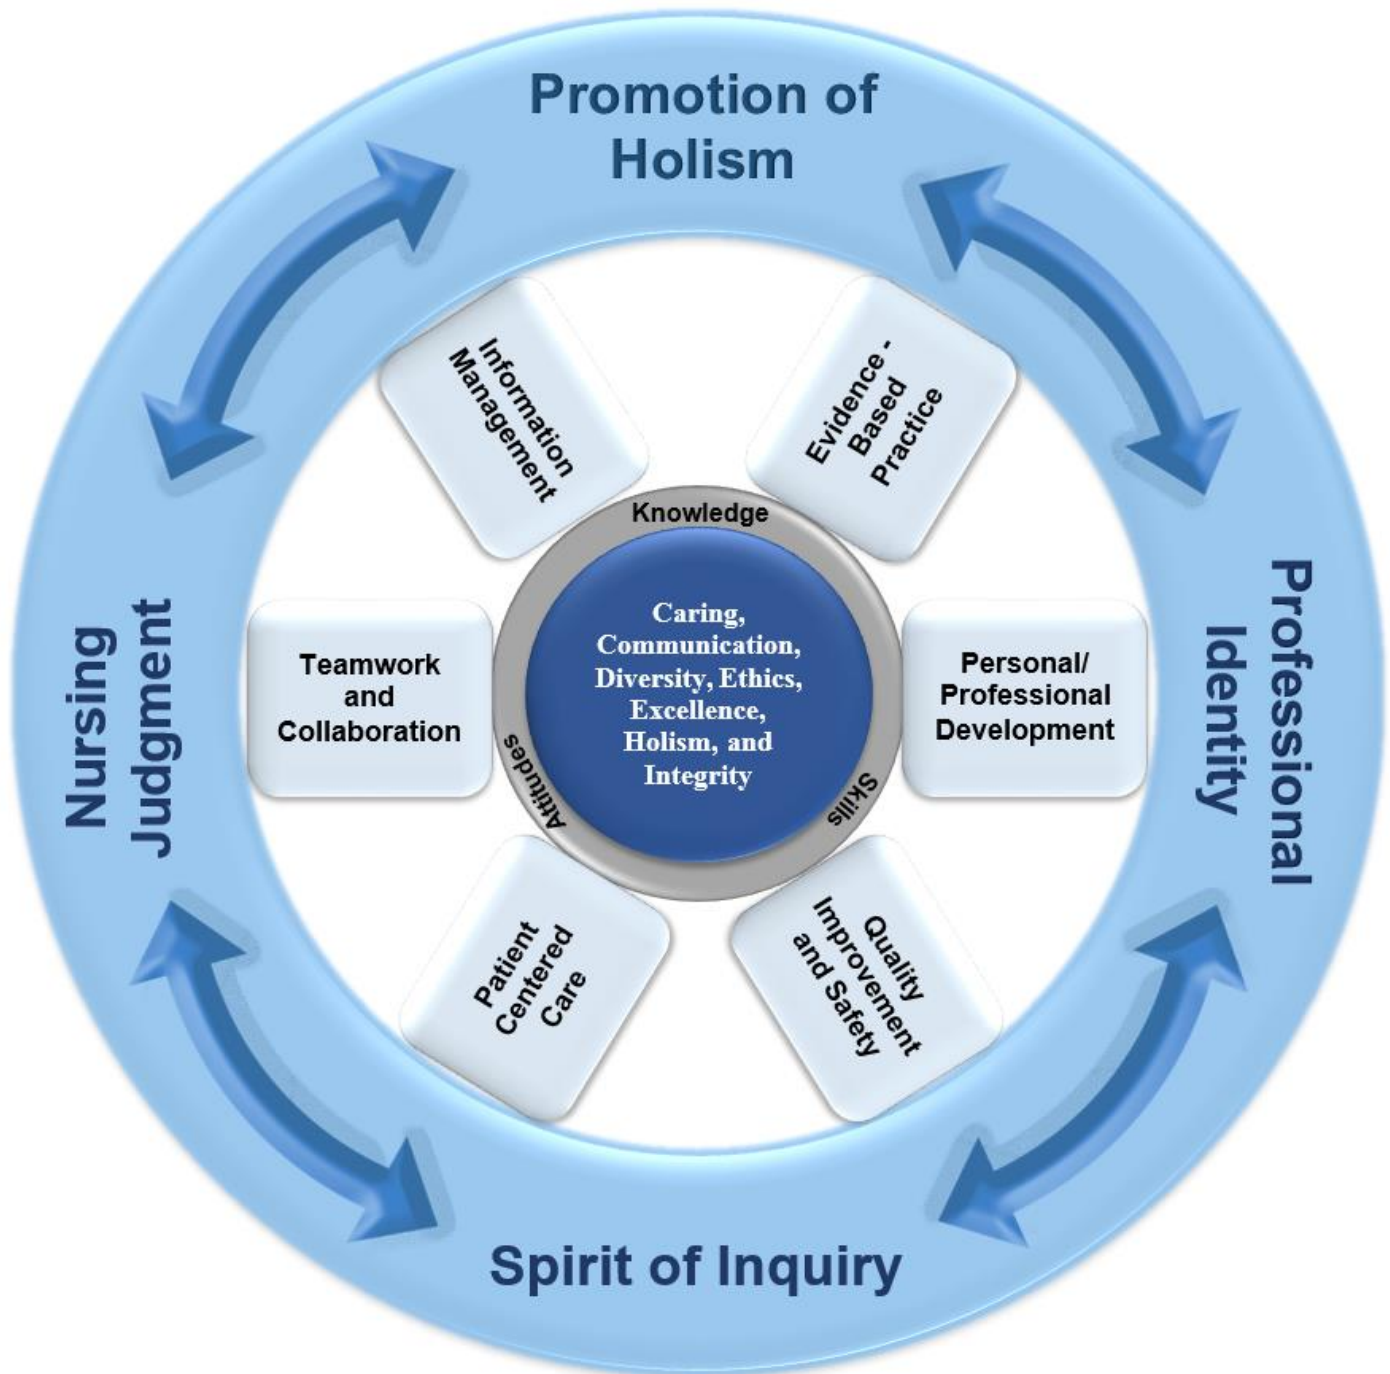 Promotion of
Holism
Information
Management
Evidence -
Based
Practice
Knowledge
Caring,
Communication,
Diversity, Ethics,
Excellence,
Holism, and
Integrity
Attitudes
Skills
Teamwork
and
Collaboration
Personal/
Professional
Development
Nursing
Judgment
Professional
Identity
Patient
Centered
Care
Quality
Improvement
and Safety
Spirit of Inquiry